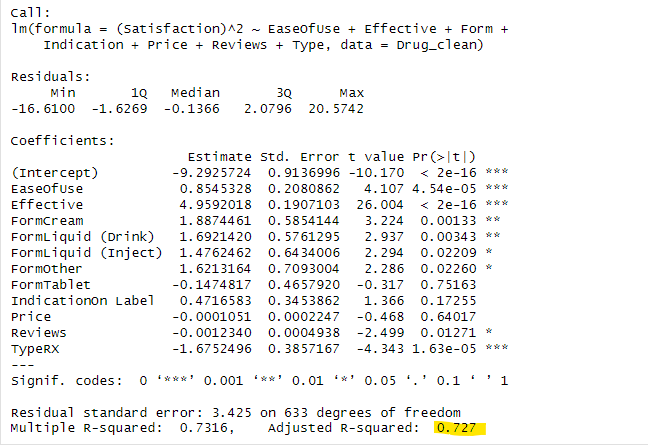 Call:
lm(formula = (Satisfaction)^2 ~ EaseOfUse + Effective + Form +
    Indication + Price + Reviews + Type, data = Drug_clean)

Residuals:
     Min       1Q   Median       3Q      Max
-16.6100  -1.6269  -0.1366   2.0796  20.5742

Coefficients:
                       Estimate Std. Error t value Pr(>|t|)
(Intercept)          -9.2925724  0.9136996 -10.170  < 2e-16 ***
EaseOfUse             0.8545328  0.2080862   4.107 4.54e-05 ***
Effective             4.9592018  0.1907103  26.004  < 2e-16 ***
FormCream             1.8874461  0.5854144   3.224  0.00133 **
FormLiquid (Drink)    1.6921420  0.5761295   2.937  0.00343 **
FormLiquid (Inject)   1.4762462  0.6434006   2.294  0.02209 *
FormOther             1.6213164  0.7093004   2.286  0.02260 *
FormTablet           -0.1474817  0.4657920  -0.317  0.75163
IndicationOn Label    0.4716583  0.3453862   1.366  0.17255
Price                -0.0001051  0.0002247  -0.468  0.64017
Reviews              -0.0012340  0.0004938  -2.499  0.01271 *
TypeRX               -1.6752496  0.3857167  -4.343 1.63e-05 ***
---
Signif. codes:  0 ‘***’ 0.001 ‘**’ 0.01 ‘*’ 0.05 ‘.’ 0.1 ‘ ’ 1

Residual standard error: 3.425 on 633 degrees of freedom
Multiple R-squared:  0.7316,    Adjusted R-squared:  0.727